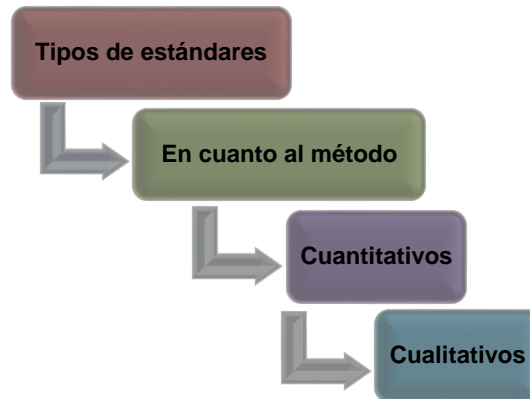 Tipos de estándares
En cuanto al método
Cuantitativos
Cualitativos